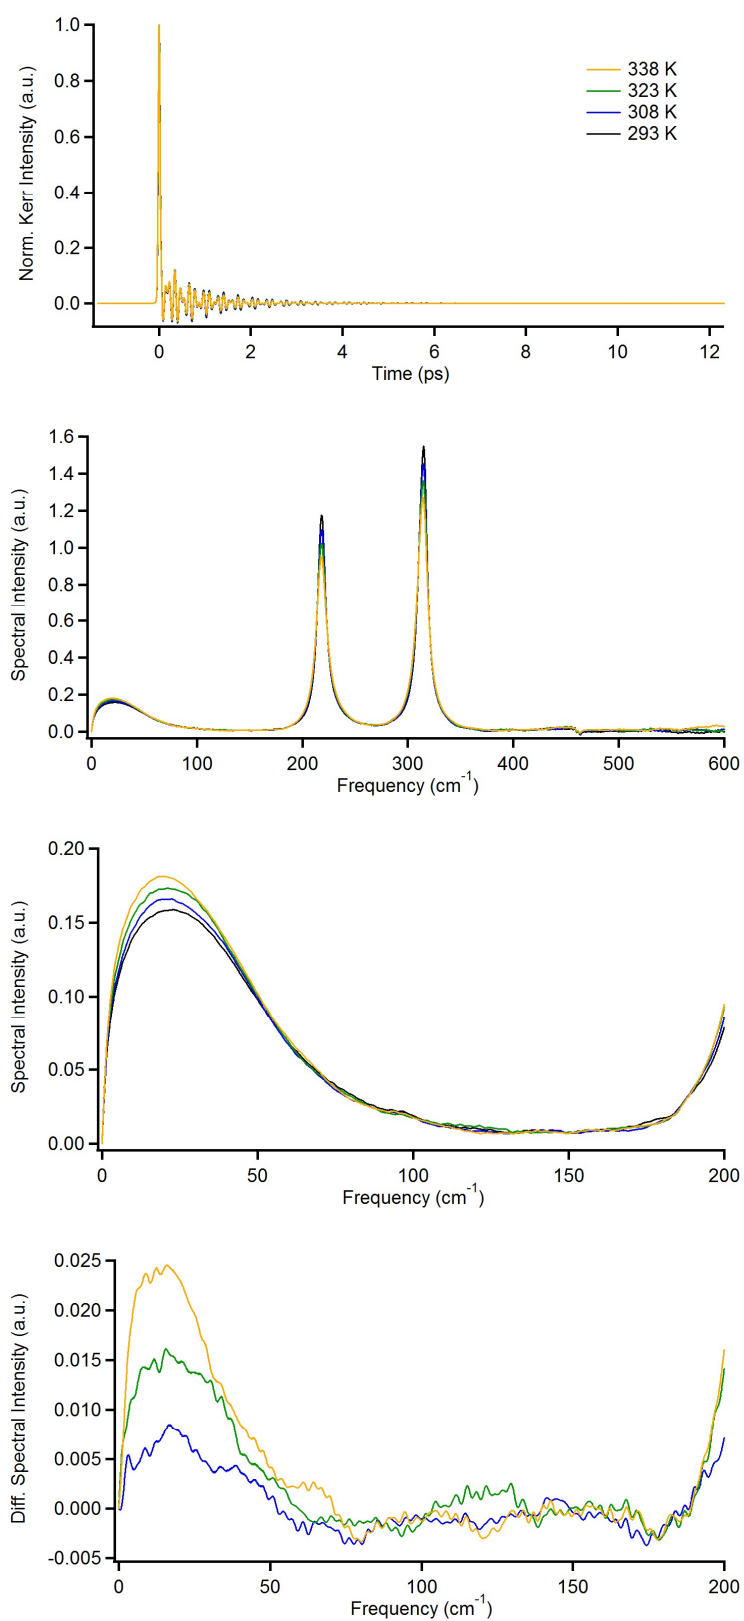 1.0
338 K
323 K
0.8
308 K
293 K
0.6
0.4
0.2
0.0
Norm. Kerr Intensity (a.u.)
0 2 4 6 8 10 12
Time (ps)
1.6
1.4
1.2
1.0
0.8
0.6
0.4
0.2
0.0
Spectral Intensity (a.u.)
0 100 200 300 400 500 600
Frequency (cm⁻¹)
0.20
0.15
0.10
0.05
0.00
Spectral Intensity (a.u.)
0 50 100 150 200
Frequency (cm⁻¹)
0.025
0.020
0.015
0.010
0.005
0.000
-0.005
Diff. Spectral Intensity (a.u.)
0 50 100 150 200
Frequency (cm⁻¹)